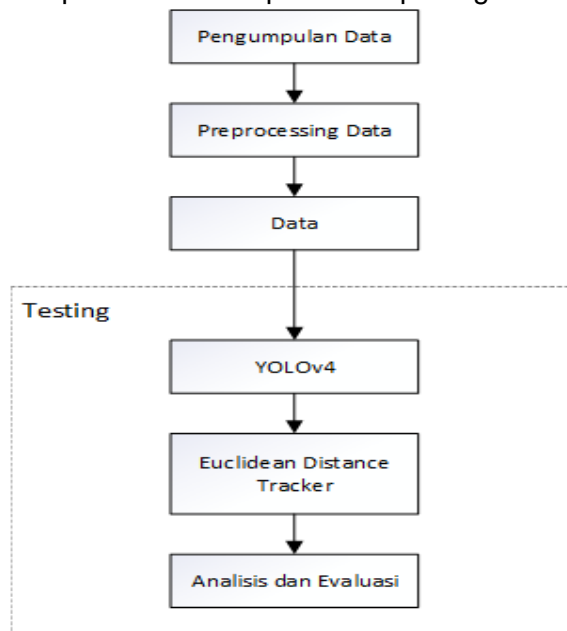 Pengumpulan Data
Preprocessing Data
Data
Testing
YOLOv4
Euclidean Distance
Tracker
Analisis dan Evaluasi